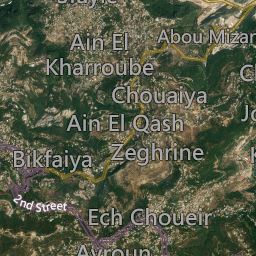 Ain El
Kharroube
Abou Mizan
Chouaiya
Ain El Qash
Bikfaiya
Zeghrine
2nd Street
Ech Choueir